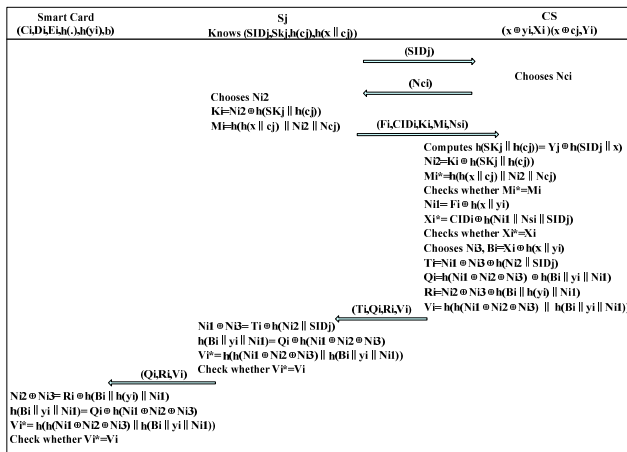 Smart Card
(Ci,Di,Ei,h(.),h(yi),b)
Sj
Knows (SIDj,Skj,h(cj),h(x ‖ cj))
CS
(x⊕yi,Xi)(x⊕cj,Yi)
(SIDj)
Chooses Nci
(Nci)
Chooses Ni2
Ki=Ni2⊕h(SKj ‖ h(cj))
Mi=h(h(x ‖ cj) ‖ Ni2 ‖ Ncj)
(Fi,CIDi,Ki,Mi,Nsi)
Computes h(SKj ‖ h(cj))= Yj⊕h(SIDj ‖ x)
Ni2=Ki⊕h(SKj ‖ h(cj))
Mi*=h(h(x ‖ cj) ‖ Ni2 ‖ Ncj)
Checks whether Mi*=Mi
Ni1= Fi⊕h(x ‖ yi)
Xi*= CIDi⊕h(Ni1 ‖ Nsi ‖ SIDj)
Checks whether Xi*=Xi
Chooses Ni3, Bi=Xi⊕h(x ‖ yi)
Ti=Ni1⊕Ni3⊕h(Ni2 ‖ SIDj)
Qi=h(Ni1⊕Ni2⊕Ni3) ⊕h(Bi ‖ yi ‖ Ni1)
Ri=Ni2⊕Ni3⊕h(Bi ‖ h(yi) ‖ Ni1)
Vi= h(h(Ni1⊕Ni2⊕Ni3) ‖ h(Bi ‖ yi ‖ Ni1))
(Ti,Qi,Ri,Vi)
Ni1⊕Ni3= Ti⊕h(Ni2 ‖ SIDj)
h(Bi ‖ yi ‖ Ni1)= Qi⊕h(Ni1⊕Ni2⊕Ni3)
Vi*= h(h(Ni1⊕Ni2⊕Ni3) ‖ h(Bi ‖ yi ‖ Ni1))
Check whether Vi*=Vi
(Qi,Ri,Vi)
Ni2⊕Ni3= Ri⊕h(Bi ‖ h(yi) ‖ Ni1)
h(Bi ‖ yi ‖ Ni1)= Qi⊕h(Ni1⊕Ni2⊕Ni3)
Vi*= h(h(Ni1⊕Ni2⊕Ni3) ‖ h(Bi ‖ yi ‖ Ni1))
Check whether Vi*=Vi